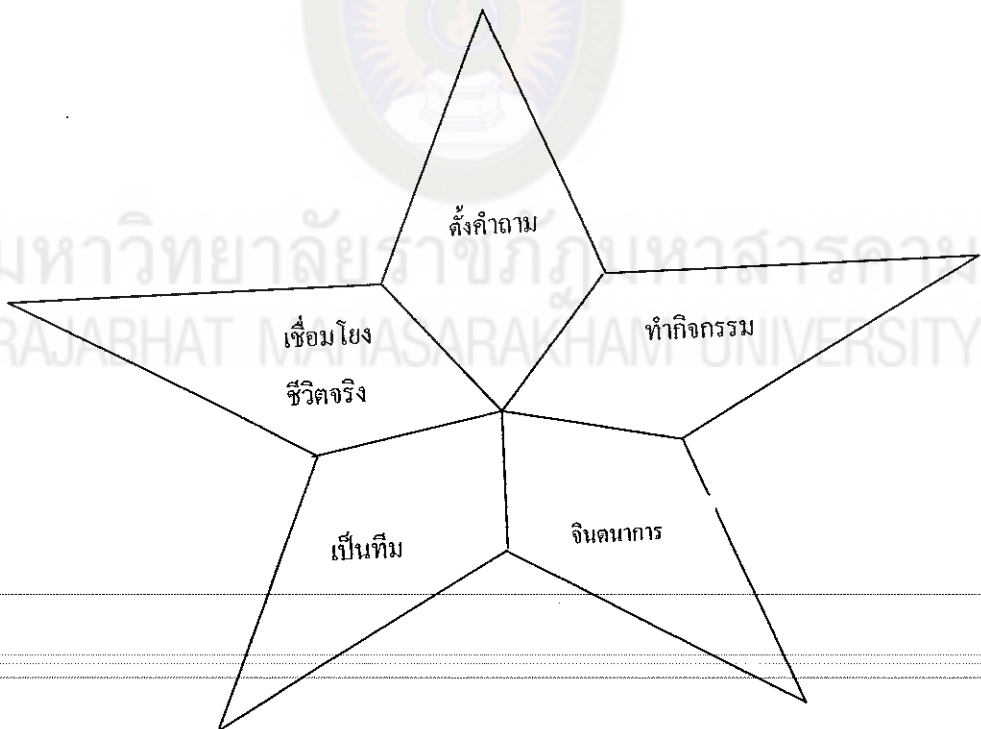 ตั้งคำถาม
มหาวิทยาลัยราชภัฏมหาสารคาม
เชื่อมโยง
ชีวิตจริง
ทำกิจกรรม
RAJABHAT MAHASARAKHAM UNIVERSITY
เป็นทีม
จินตนาการ